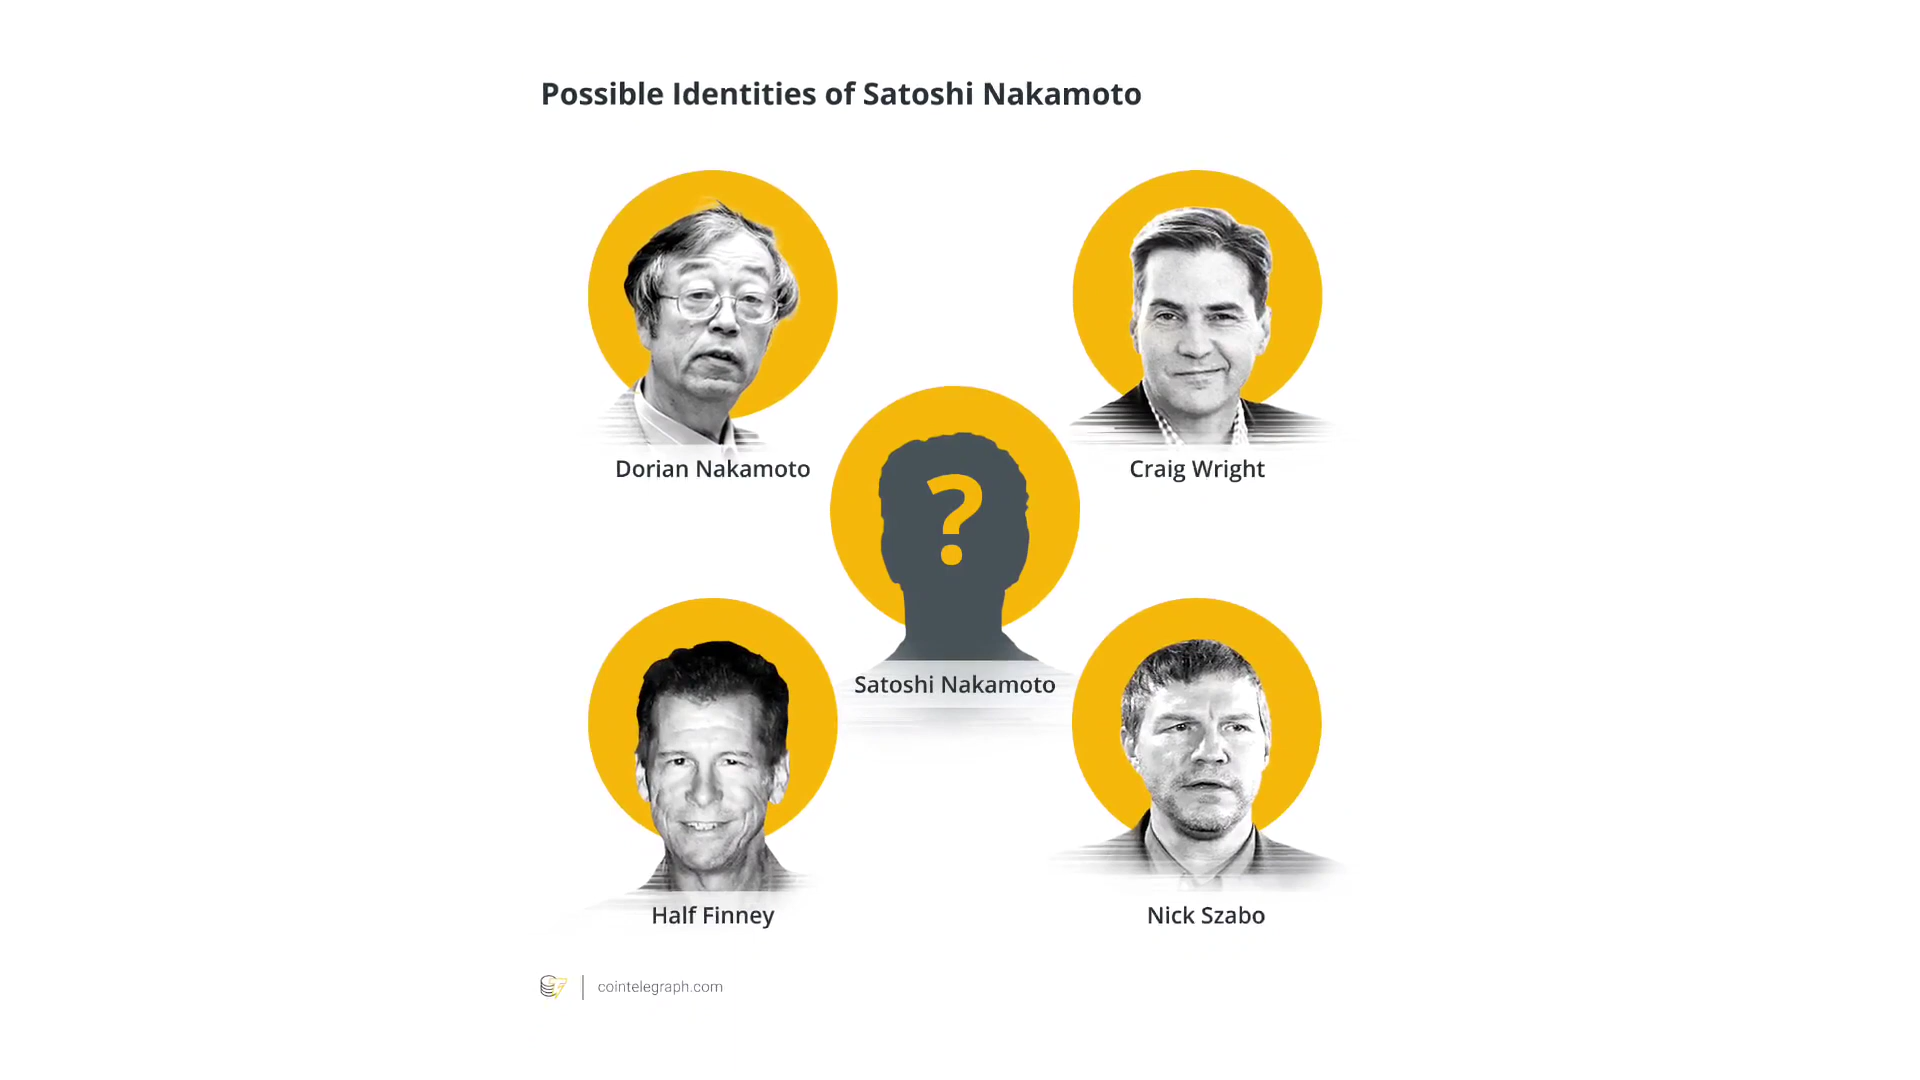 Possible Identities of Satoshi Nakamoto
Dorian Nakamoto
Craig Wright
?
Satoshi Nakamoto
Half Finney
Nick Szabo
cointelegraph.com